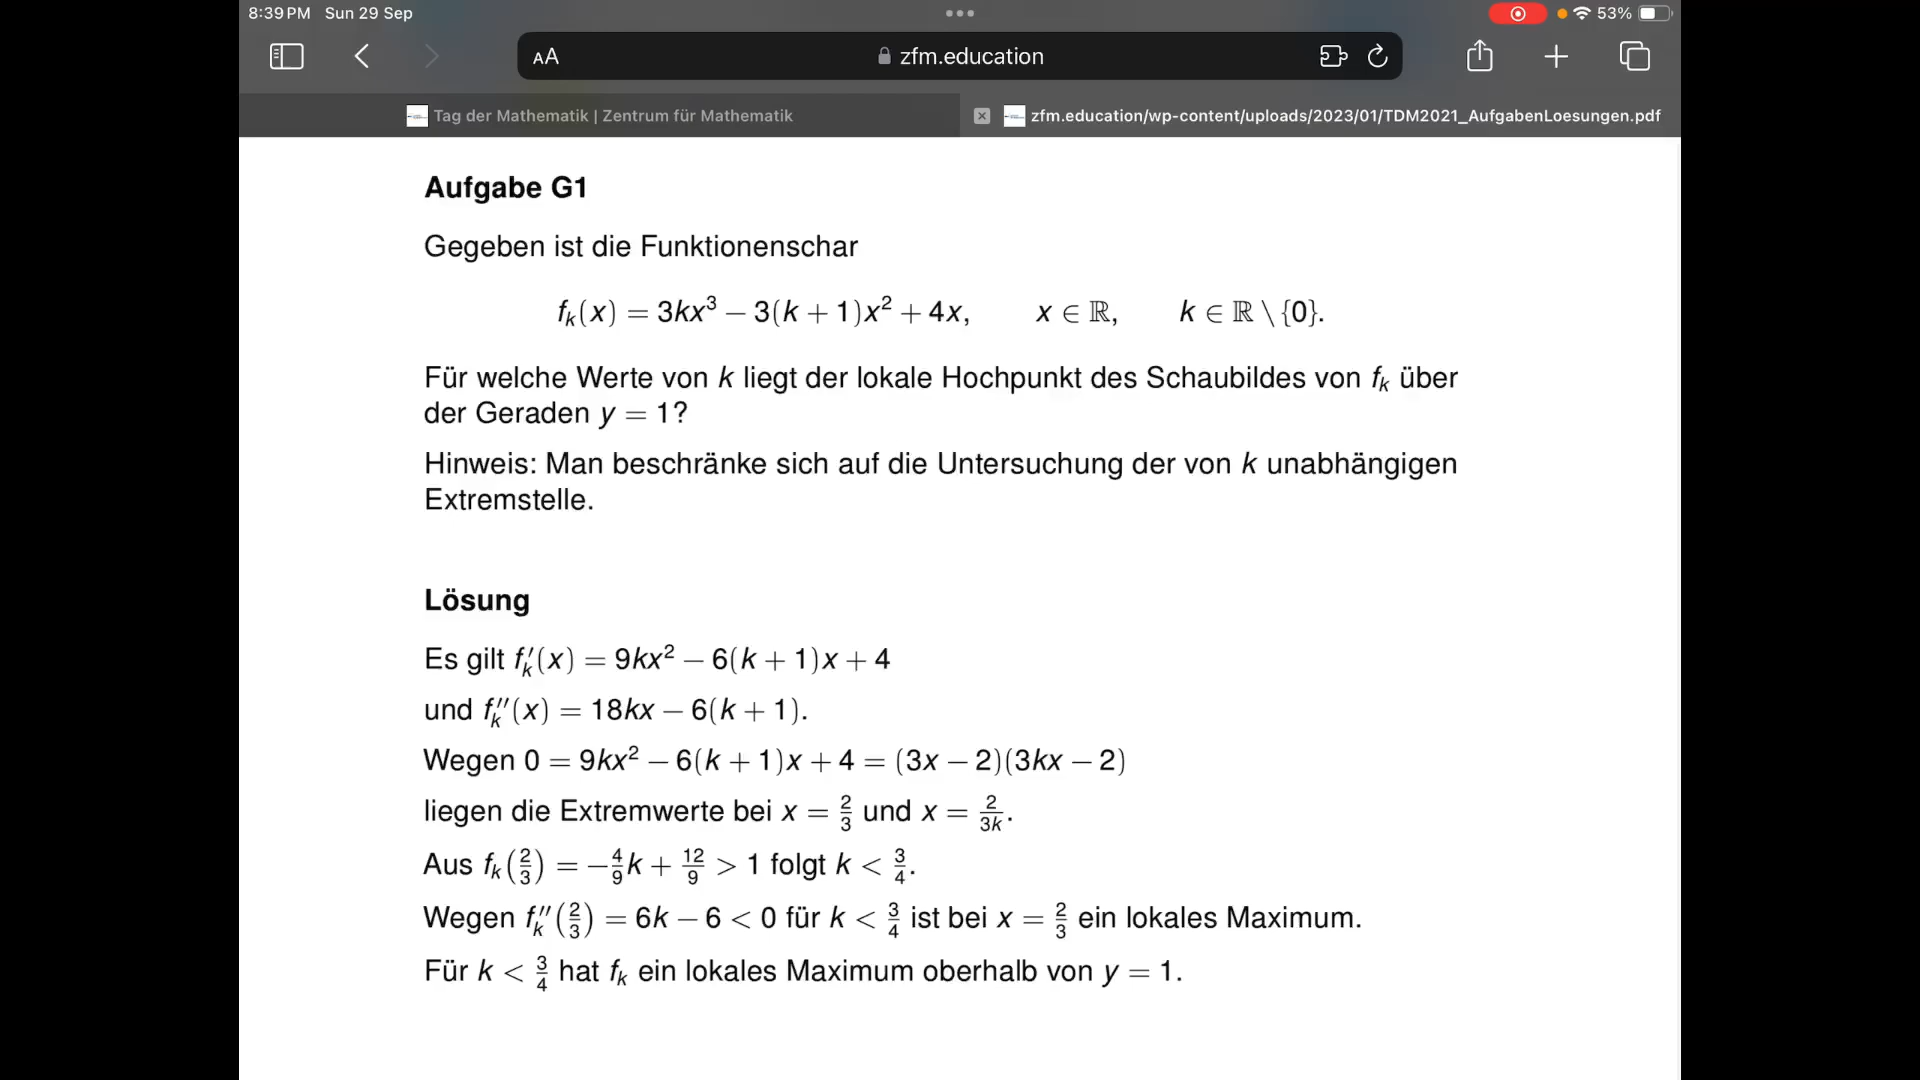 8:39 PM Sun 29 Sep
53%
AA
zfm.education
Tag der Mathematik | Zentrum für Mathematik
zfm.education/wp-content/uploads/2023/01/TDM2021_AufgabenLoesungen.pdf
Aufgabe G1
Gegeben ist die Funktionenschar
fₖ(x) = 3kx³ − 3(k + 1)x² + 4x, x ∈ ℝ, k ∈ ℝ \ {0}.
Für welche Werte von k liegt der lokale Hochpunkt des Schaubildes von fₖ über
der Geraden y = 1?
Hinweis: Man beschränke sich auf die Untersuchung der von k unabhängigen
Extremstelle.
Lösung
Es gilt fₖ′(x) = 9kx² − 6(k + 1)x + 4
und fₖ″(x) = 18kx − 6(k + 1).
Wegen 0 = 9kx² − 6(k + 1)x + 4 = (3x − 2)(3kx − 2)
liegen die Extremwerte bei x = 2/3 und x = 2/3k.
Aus fₖ(2/3) = −4/9k + 12/9 > 1 folgt k < 3/4.
Wegen fₖ″(2/3) = 6k − 6 < 0 für k < 3/4 ist bei x = 2/3 ein lokales Maximum.
Für k < 3/4 hat fₖ ein lokales Maximum oberhalb von y = 1.